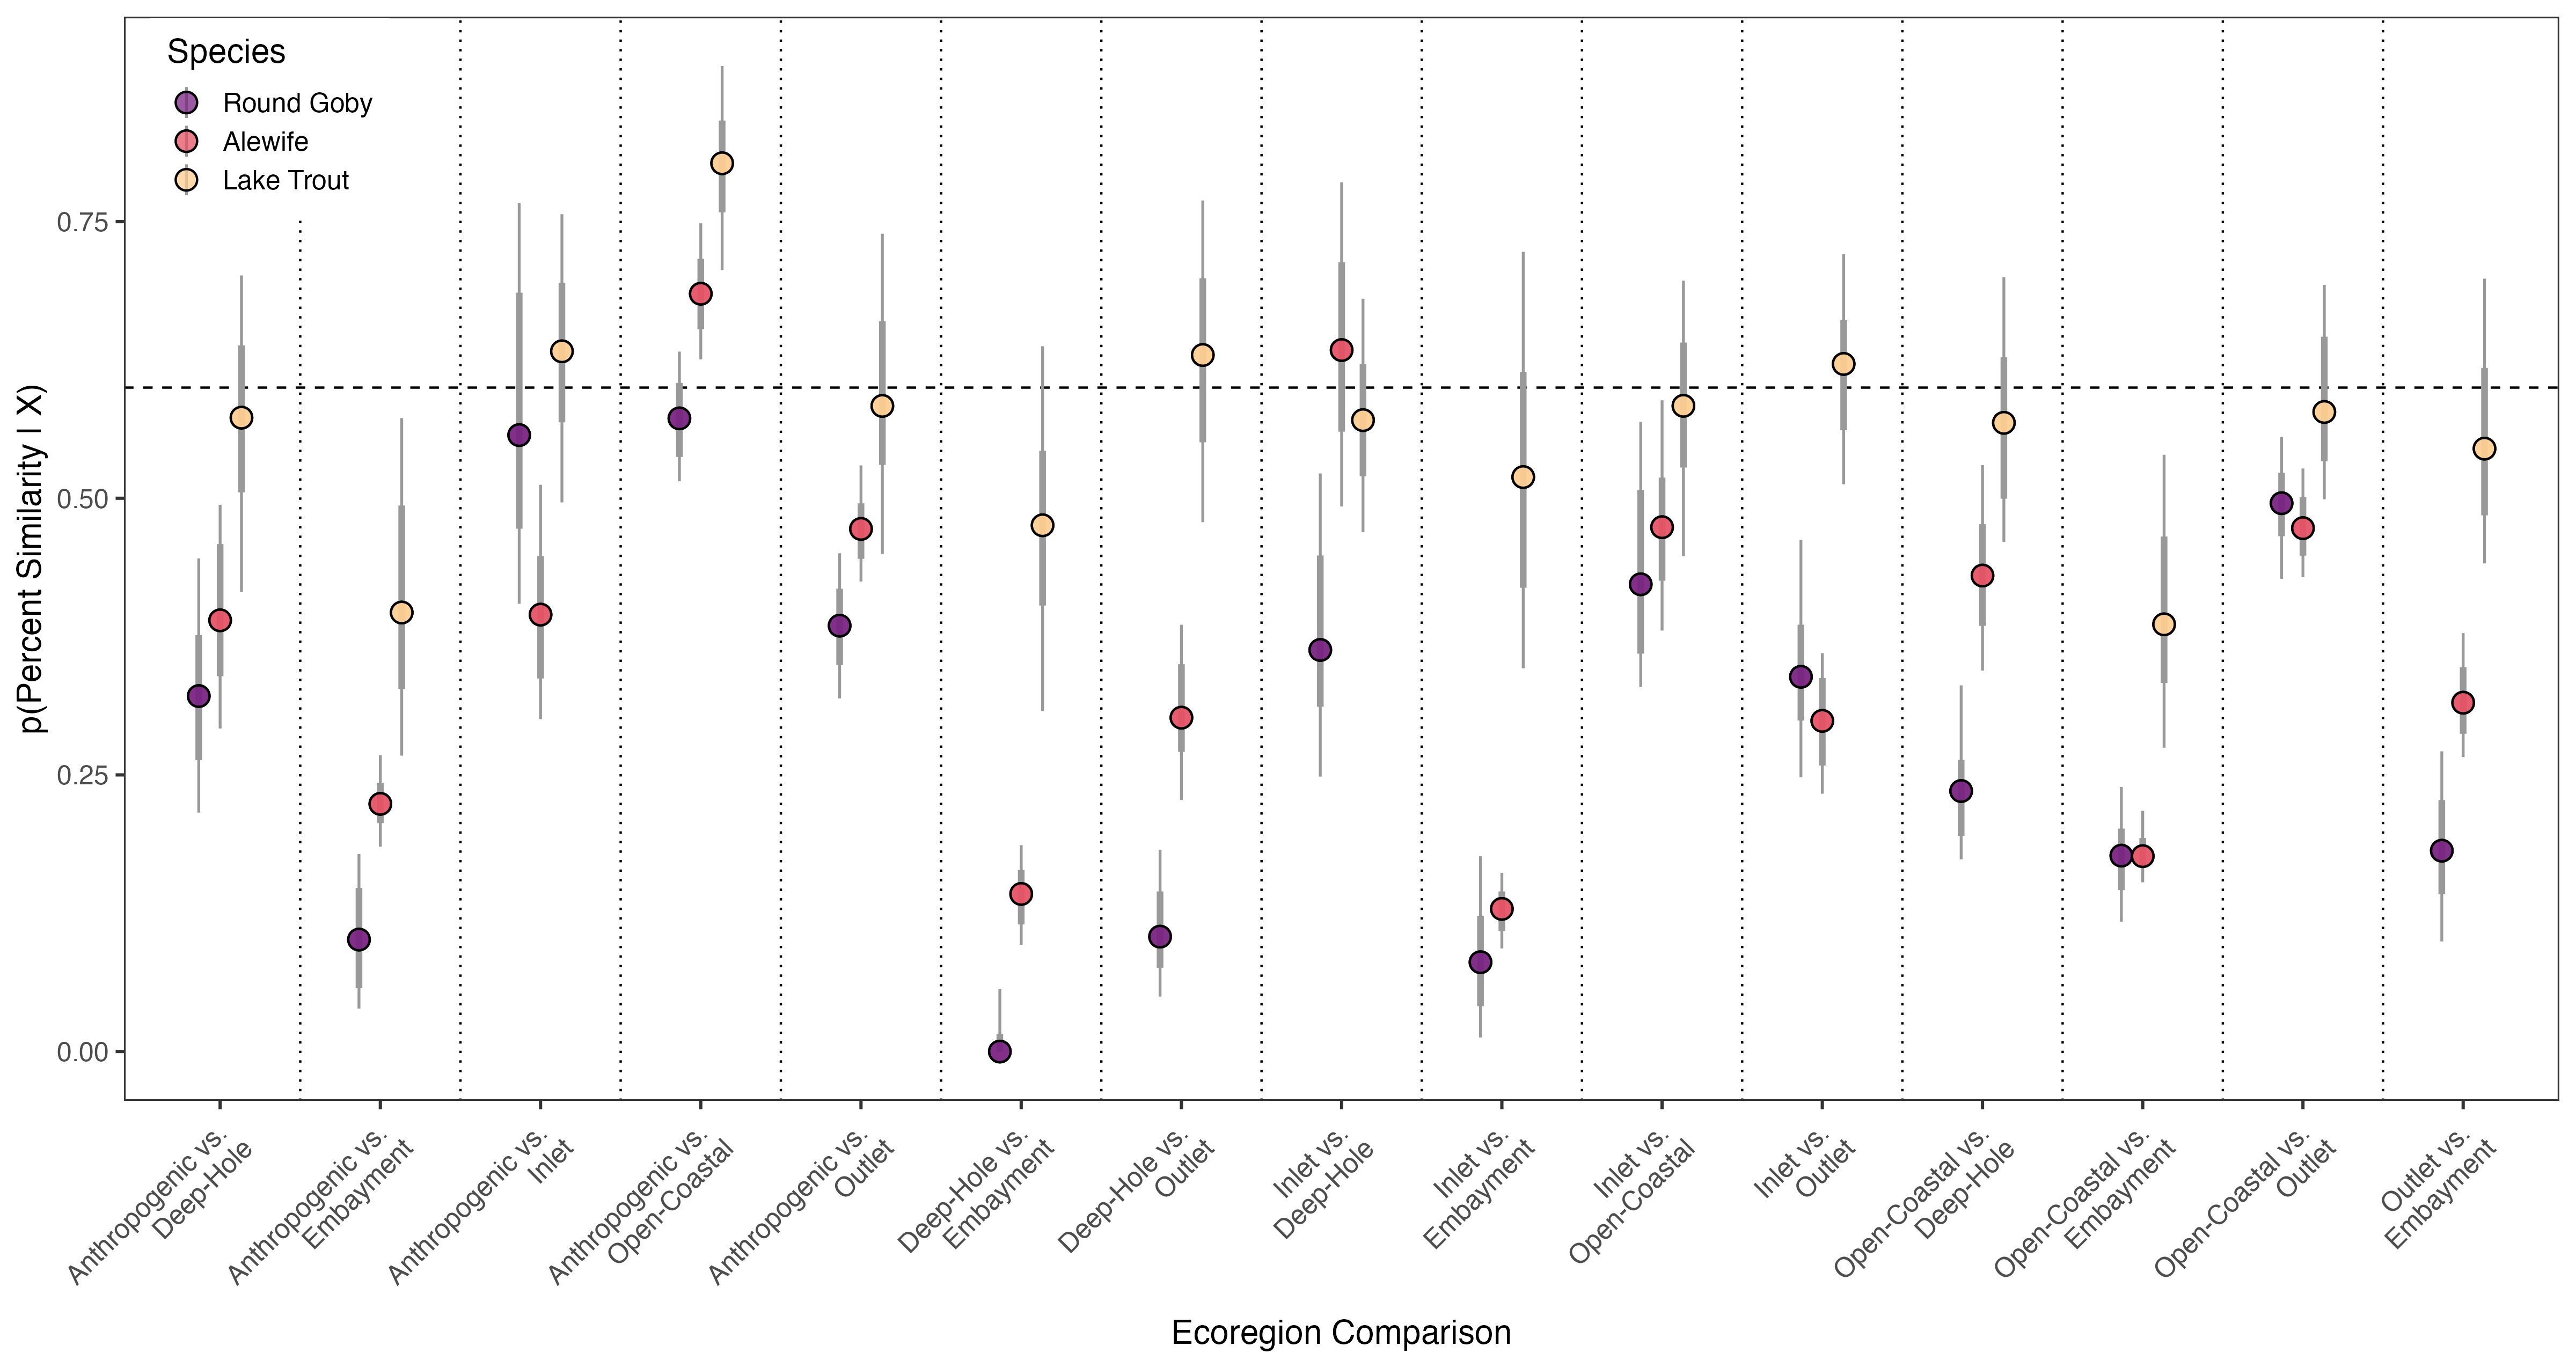 Species
Round Goby
Alewife
Lake Trout
p(Percent Similarity | X)
0.75
0.50
0.25
0.00
Anthropogenic vs.
Deep-Hole
Anthropogenic vs.
Embayment
Anthropogenic vs.
Inlet
Anthropogenic vs.
Open-Coastal
Anthropogenic vs.
Outlet
Deep-Hole vs.
Embayment
Deep-Hole vs.
Outlet
Inlet vs.
Deep-Hole
Inlet vs.
Embayment
Inlet vs.
Open-Coastal
Inlet vs.
Outlet
Open-Coastal vs.
Deep-Hole
Open-Coastal vs.
Embayment
Open-Coastal vs.
Outlet
Outlet vs.
Embayment
Ecoregion Comparison